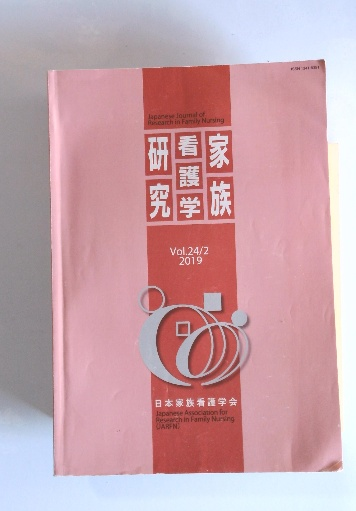 Japanese Journal of
Research in Family Nursing
家族
看護学
研究
Vol.24/2
2019
日本家族看護学会
Japanese Association for
Research in Family Nursing
(JARFN)